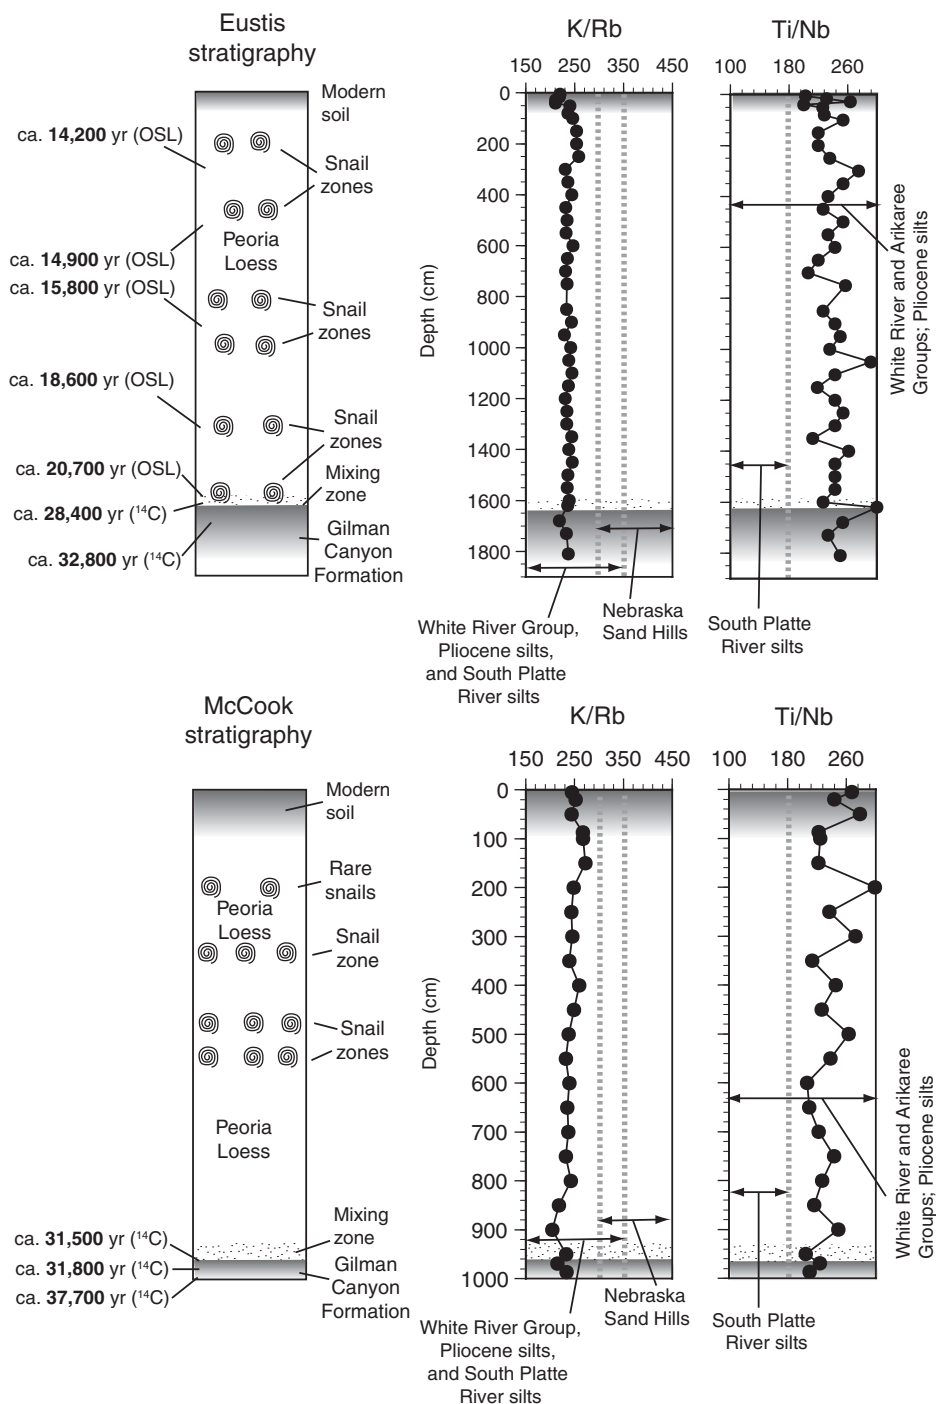 Eustis
stratigraphy
Modern
soil
ca. 14,200 yr (OSL)
Snail
zones
Peoria
Loess
ca. 14,900 yr (OSL)
ca. 15,800 yr (OSL)
Snail
zones
ca. 18,600 yr (OSL)
Snail
zones
ca. 20,700 yr (OSL)
Mixing
zone
ca. 28,400 yr (¹⁴C)
ca. 32,800 yr (¹⁴C)
Gilman
Canyon
Formation
K/Rb
150 250 350 450
Depth (cm)
0
200
400
600
800
1000
1200
1400
1600
1800
White River Group,
Pliocene silts,
and South Platte
River silts
Nebraska
Sand Hills
Ti/Nb
100 180 260
White River and Arikaree
Groups; Pliocene silts
South Platte
River silts
McCook
stratigraphy
Modern
soil
Rare
snails
Peoria
Loess
Snail
zone
Snail
zones
Peoria
Loess
Mixing
zone
ca. 31,500 yr (¹⁴C)
ca. 31,800 yr (¹⁴C)
ca. 37,700 yr (¹⁴C)
Gilman
Canyon
Formation
K/Rb
150 250 350 450
Depth (cm)
0
100
200
300
400
500
600
700
800
900
1000
White River Group,
Pliocene silts,
and South Platte
River silts
Nebraska
Sand Hills
Ti/Nb
100 180 260
White River and Arikaree
Groups; Pliocene silts
South Platte
River silts